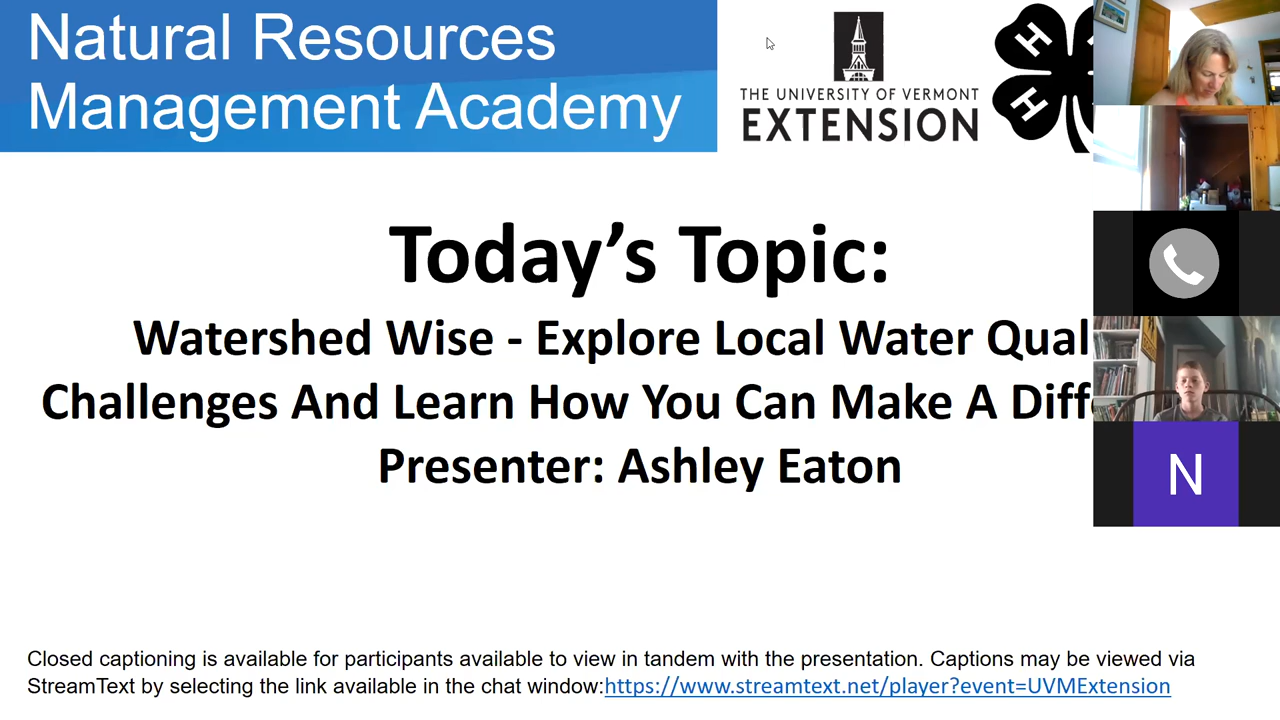 Natural Resources
Management Academy
THE UNIVERSITY OF VERMONT
EXTENSION
H
H
Today's Topic:
Watershed Wise - Explore Local Water Qual
Challenges And Learn How You Can Make A Diff
Presenter: Ashley Eaton
N
Closed captioning is available for participants available to view in tandem with the presentation. Captions may be viewed via
StreamText by selecting the link available in the chat window:https://www.streamtext.net/player?event=UVMExtension